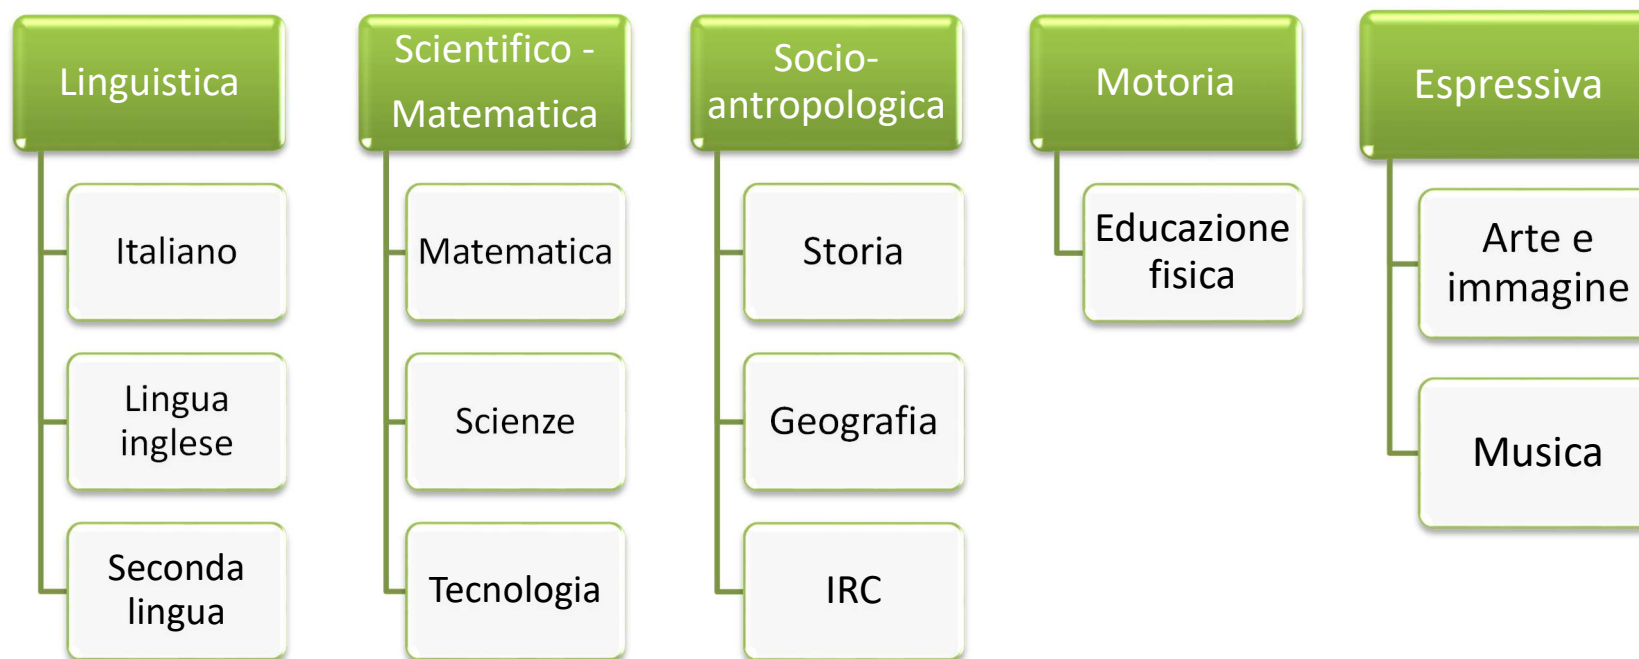 Linguistica
Italiano
Lingua
inglese
Seconda
lingua
Scientifico -
Matematica
Matematica
Scienze
Tecnologia
Socio-
antropologica
Storia
Geografia
IRC
Motoria
Educazione
fisica
Espressiva
Arte e
immagine
Musica